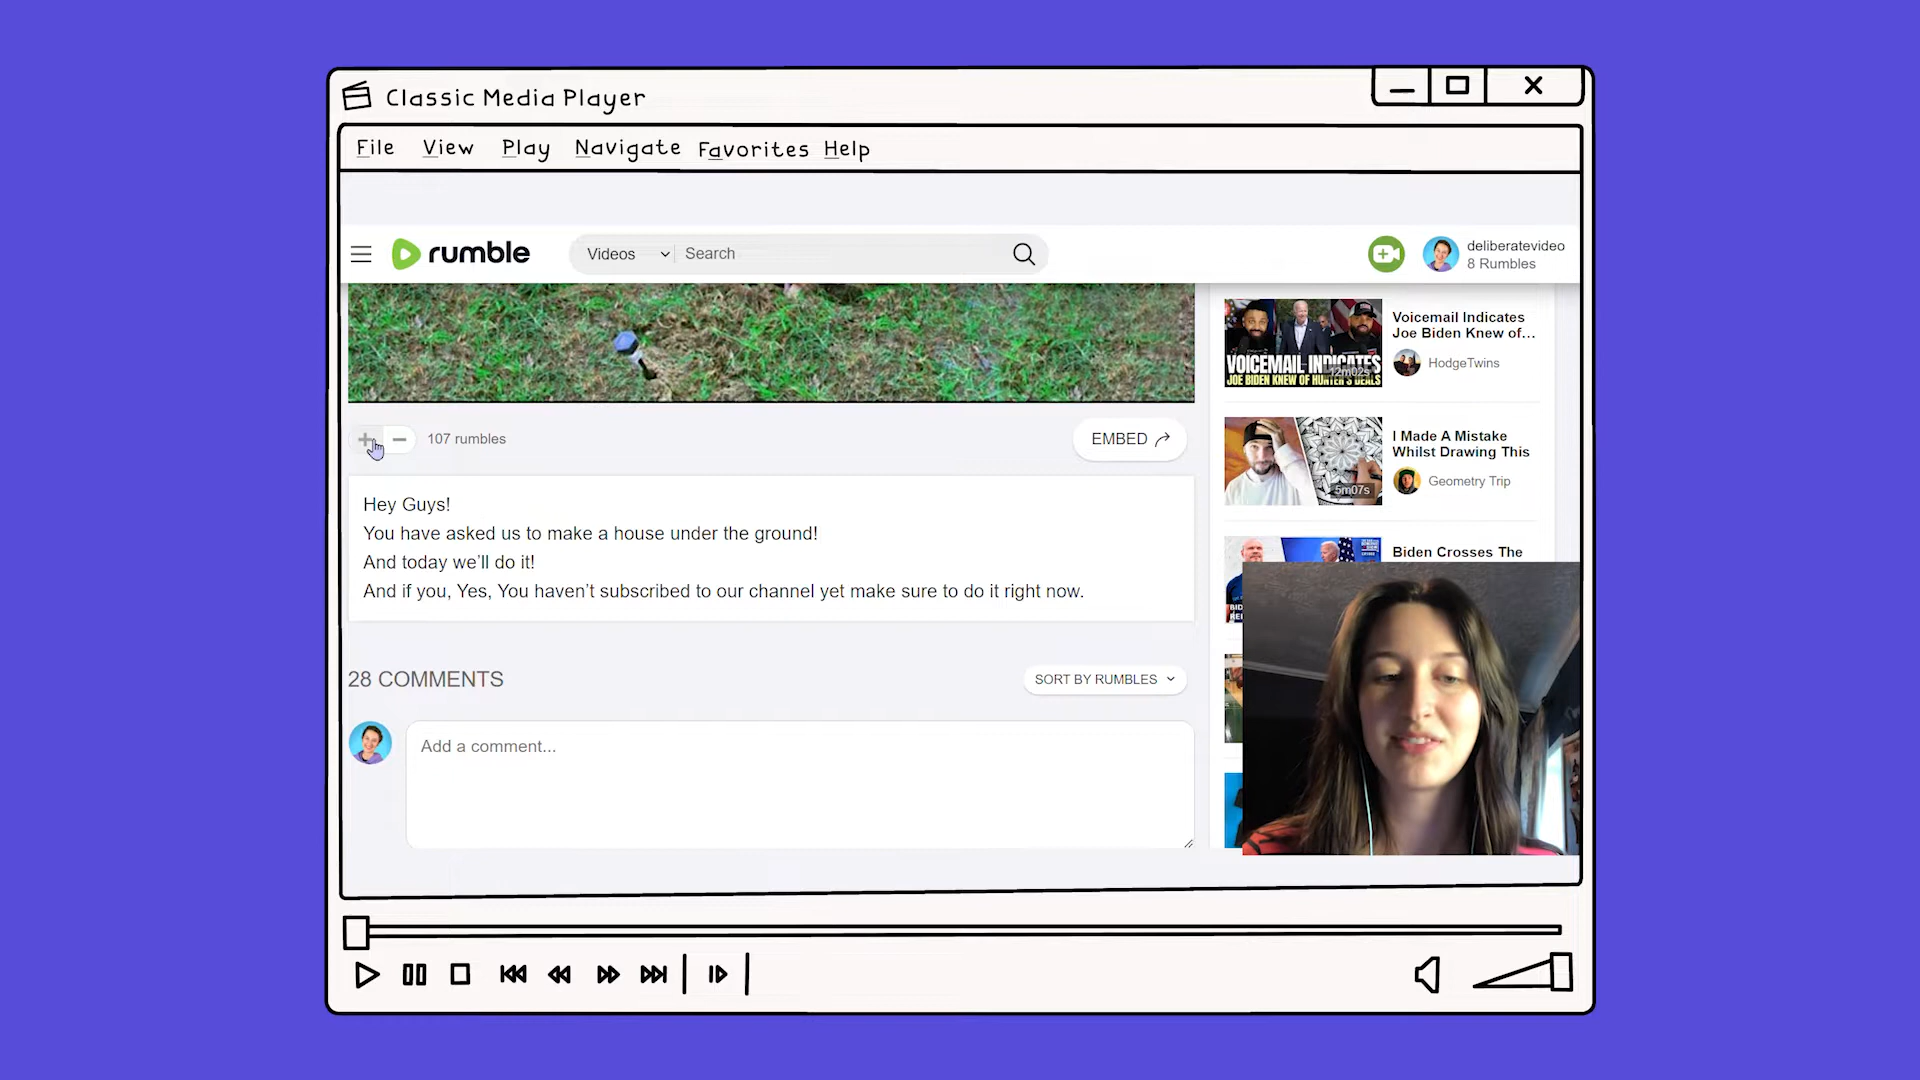 Classic Media Player
File View Play Navigate Favorites Help
rumble
Videos
Search
deliberatevideo
8 Rumbles
VOICEMAIL INDICATES
JOE BIDEN KNEW OF HUNTER'S DEALS
12m02s
Voicemail Indicates
Joe Biden Knew of...
HodgeTwins
107 rumbles
EMBED
5m07s
I Made A Mistake
Whilst Drawing This
Geometry Trip
Hey Guys!
You have asked us to make a house under the ground!
And today we'll do it!
And if you, Yes, You haven't subscribed to our channel yet make sure to do it right now.
Biden Crosses The
28 COMMENTS
SORT BY RUMBLES
Add a comment...